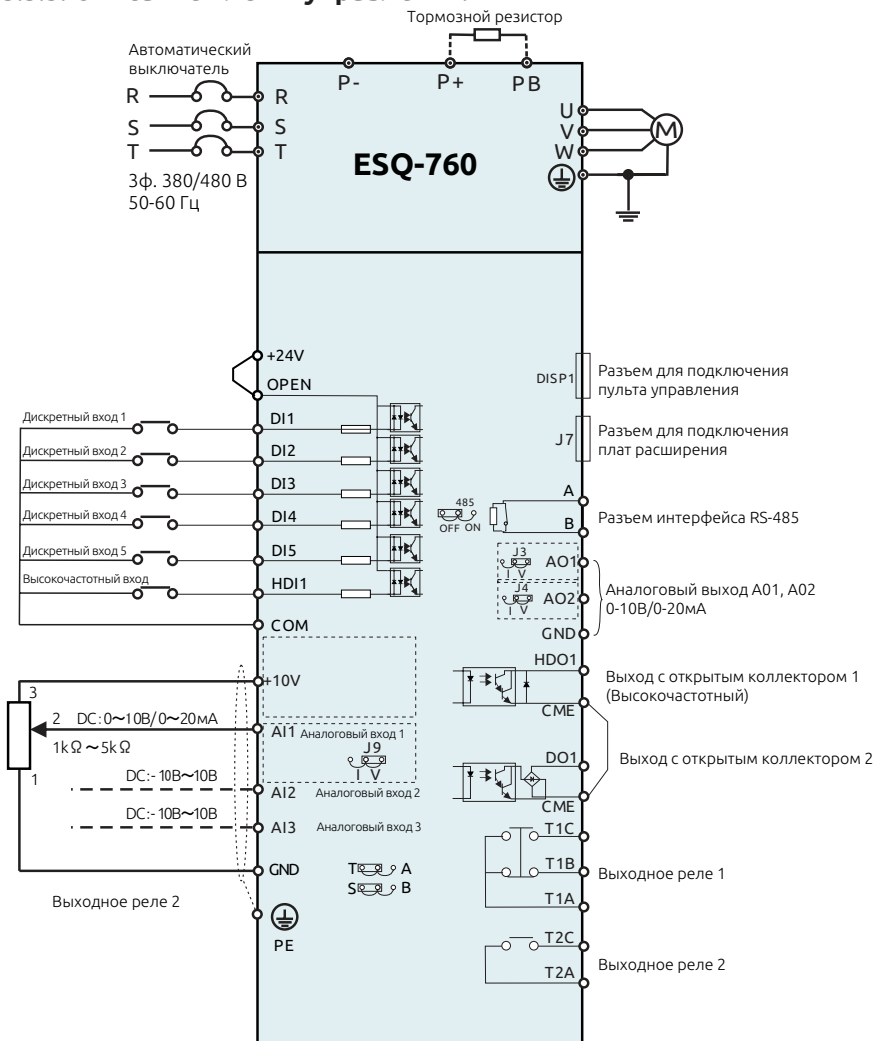 Тормозной резистор
Автоматический
выключатель
P-
P+
PB
R
R
S
S
T
T
3ф. 380/480 В
50-60 Гц
ESQ-760
U
V
W
M
+24V
OPEN
Дискретный вход 1
DI1
Дискретный вход 2
DI2
Дискретный вход 3
DI3
Дискретный вход 4
DI4
Дискретный вход 5
DI5
Высокочастотный вход
HDI1
COM
DISP1
Разъем для подключения
пульта управления
J7
Разъем для подключения
плат расширения
485
OFF ON
A
B
Разъем интерфейса RS-485
J3
I V
AO1
J4
I V
AO2
Аналоговый выход A01, A02
0-10В/0-20мА
GND
HDO1
Выход с открытым коллектором 1
(Высокочастотный)
CME
DO1
Выход с открытым коллектором 2
CME
+10V
3
2 DC:0~10В/0~20мА
1kΩ~5kΩ
1
AI1 Аналоговый вход 1
J9
I V
DC:-10В~10В
AI2 Аналоговый вход 2
DC:-10В~10В
AI3 Аналоговый вход 3
GND
T A
S B
Выходное реле 2
PE
T1C
T1B
Выходное реле 1
T1A
T2C
Выходное реле 2
T2A